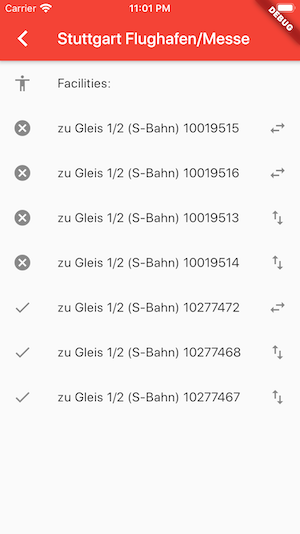 Carrier 11:01 PM
DEBUG
Stuttgart Flughafen/Messe
Facilities:
zu Gleis 1/2 (S-Bahn) 10019515
zu Gleis 1/2 (S-Bahn) 10019516
zu Gleis 1/2 (S-Bahn) 10019513
zu Gleis 1/2 (S-Bahn) 10019514
zu Gleis 1/2 (S-Bahn) 10277472
zu Gleis 1/2 (S-Bahn) 10277468
zu Gleis 1/2 (S-Bahn) 10277467